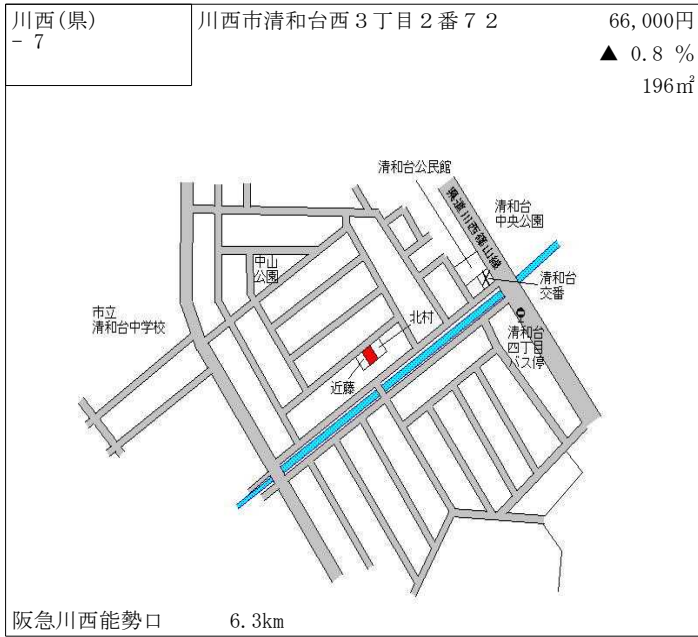 川西(県)
- 7
川西市清和台西3丁目2番72
66,000円
▲ 0.8 %
196㎡
清和台公民館
県道川西篠山線
清和台
中央公園
中山
公園
清和台
交番
市立
清和台中学校
北村
清和台
四丁目
バス停
近藤
阪急川西能勢口
6.3km